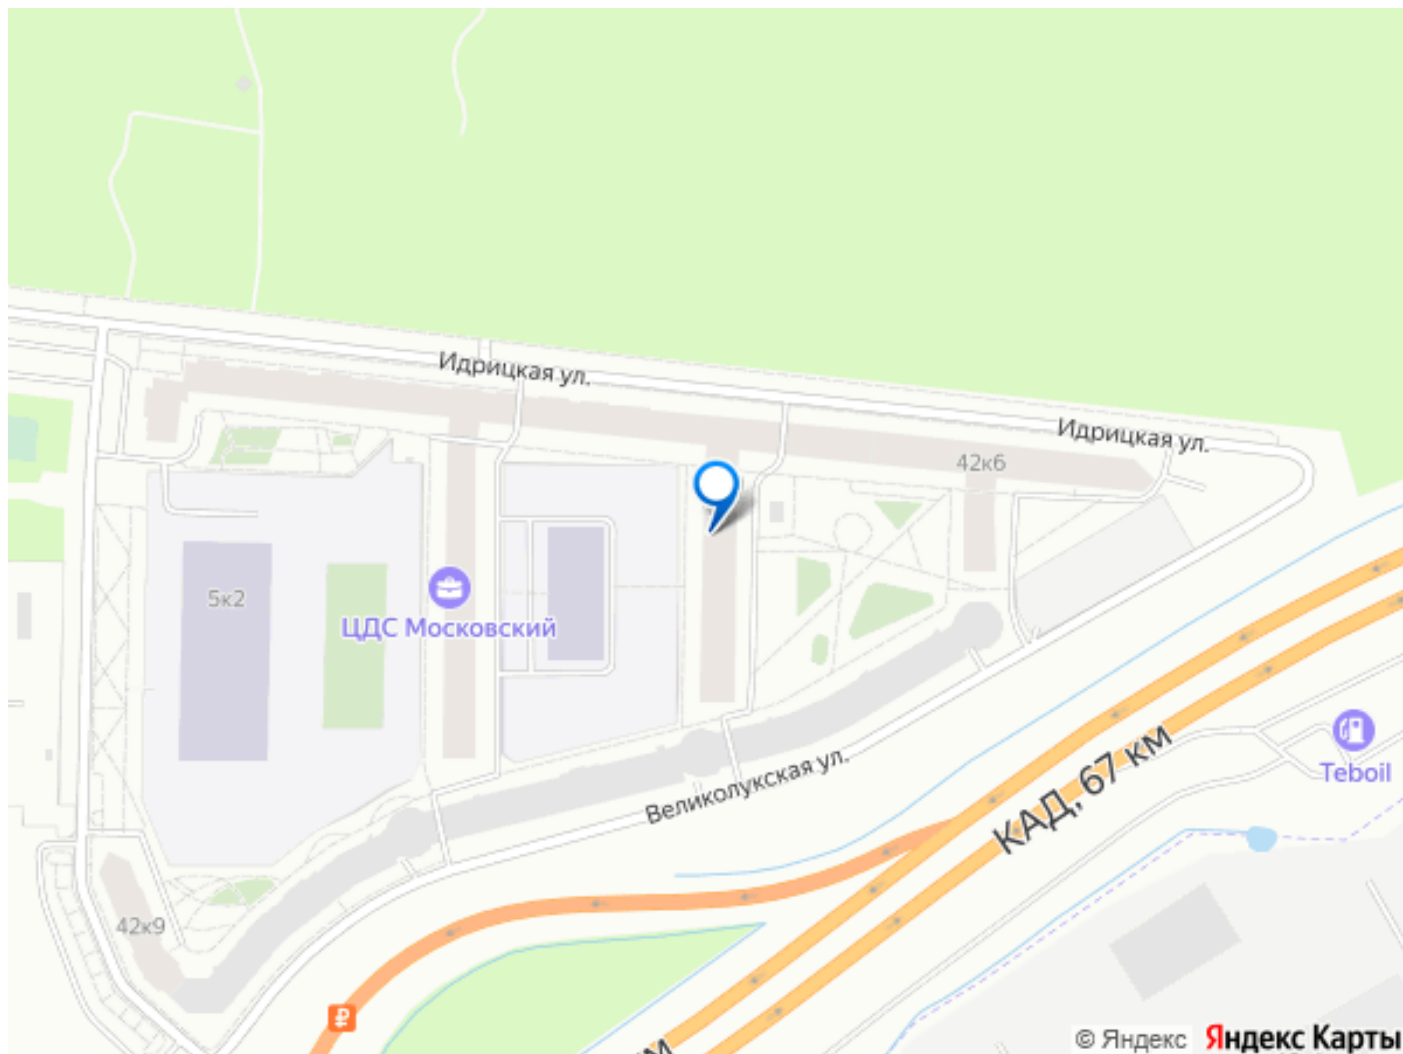 Идрицкая ул.
Идрицкая ул.
42к6
5к2
ЦДС Московский
Великолукская ул.
КАД, 67 км
Teboil
42к9
₽
© Яндекс Яндекс Карты